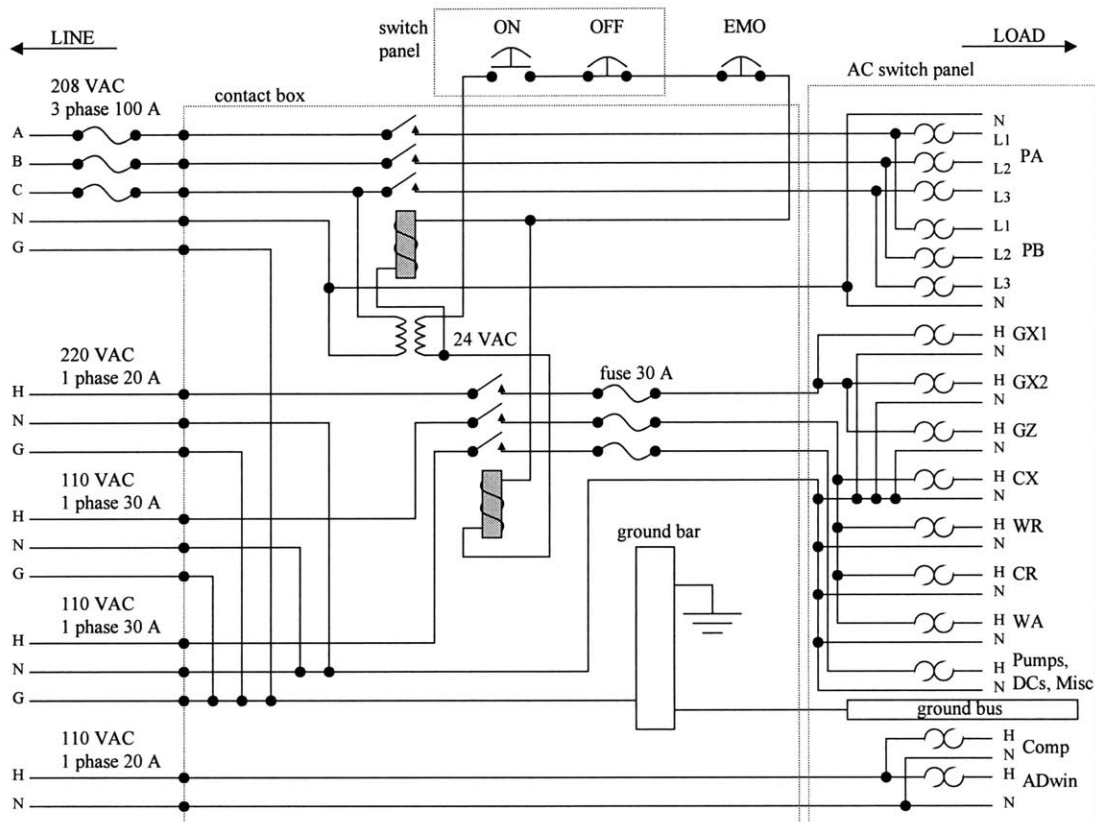 switch panel
ON
OFF
EMO
LINE
LOAD
AC switch panel
208 VAC
3 phase 100 A
contact box
A
B
C
N
G
N
L1
L2 PA
L3
L1
L2 PB
L3
N
24 VAC
220 VAC
1 phase 20 A
fuse 30 A
H
N
G
H GX1
N
H GX2
N
H GZ
N
H CX
N
110 VAC
1 phase 30 A
H
N
G
ground bar
H WR
N
H CR
N
110 VAC
1 phase 30 A
H
N
G
H WA
N
H Pumps,
N DCs, Misc
ground bus
110 VAC
1 phase 20 A
H
N
H
N Comp
H ADwin
N